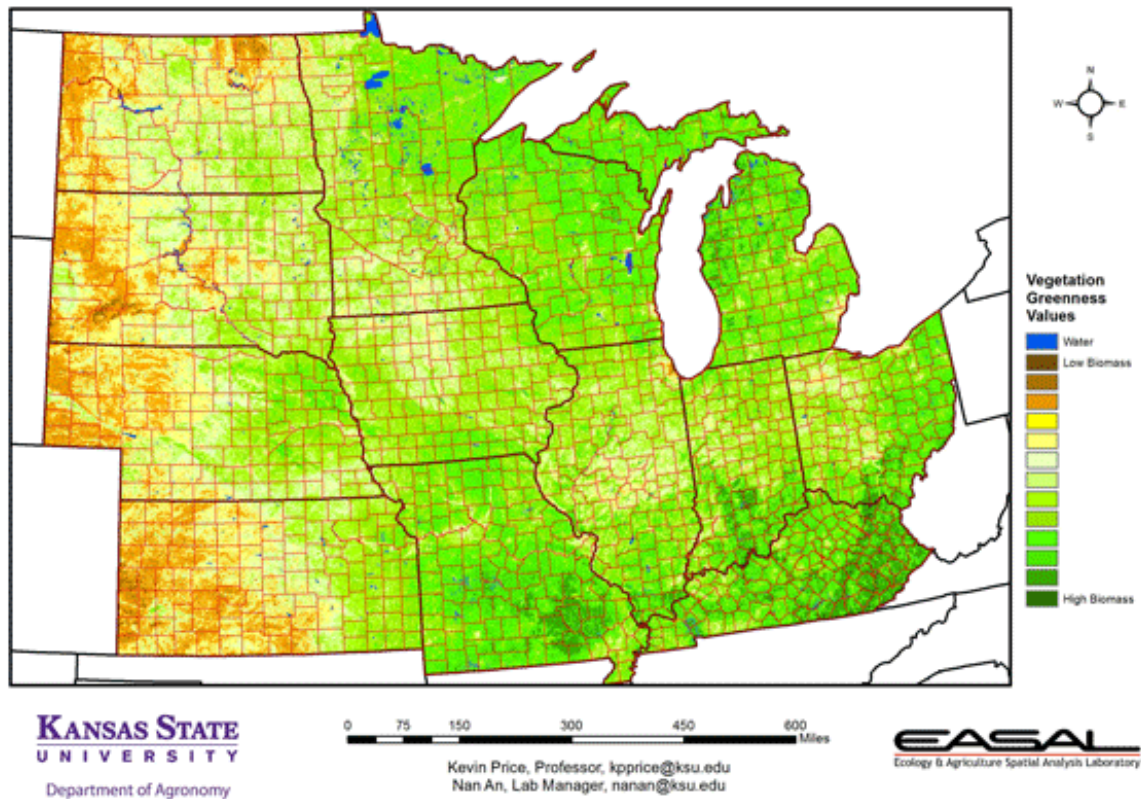 N
W
E
S
Vegetation
Greenness
Values
Water
Low Biomass
High Biomass
KANSAS STATE
UNIVERSITY
Department of Agronomy
0 75 150 300 450 600
Miles
Kevin Price, Professor, kpprice@ksu.edu
Nan An, Lab Manager, nanan@ksu.edu
EASAL
Ecology & Agriculture Spatial Analysis Laboratory